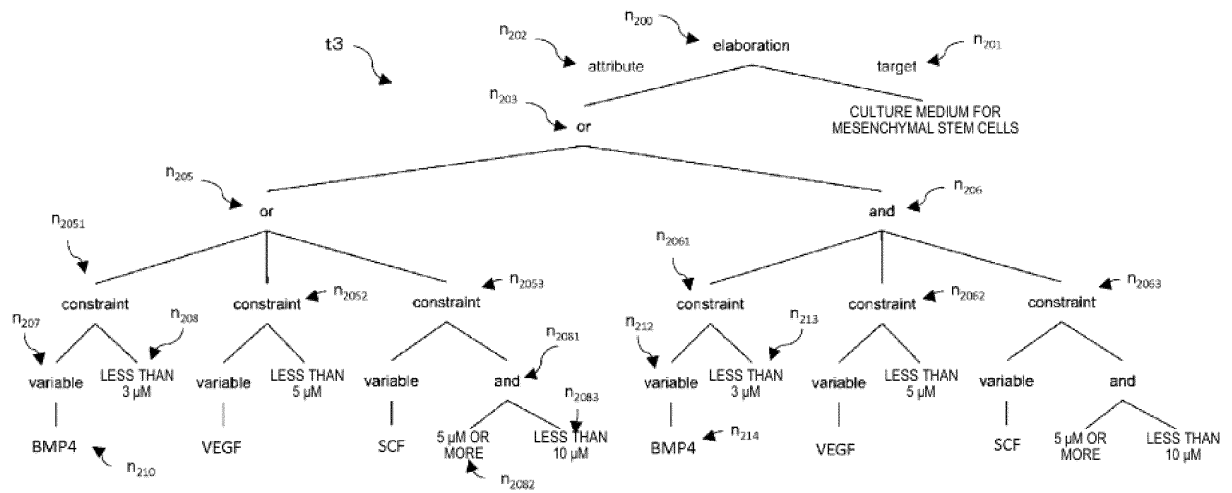 n200
n202
t3
elaboration
n201
attribute
target
n203
CULTURE MEDIUM FOR
MESENCHYMAL STEM CELLS
or
n205
n206
or
and
n2051
n2061
n2052
n2053
n2062
n2063
constraint
constraint
constraint
constraint
constraint
constraint
n207
n208
n2081
n212
n213
variable
LESS THAN
3 µM
variable
LESS THAN
5 µM
variable
and
variable
LESS THAN
3 µM
variable
LESS THAN
5 µM
variable
and
n2083
BMP4
VEGF
SCF
5 µM OR
MORE
LESS THAN
10 µM
BMP4
n214
VEGF
SCF
5 µM OR
MORE
LESS THAN
10 µM
n210
n2082